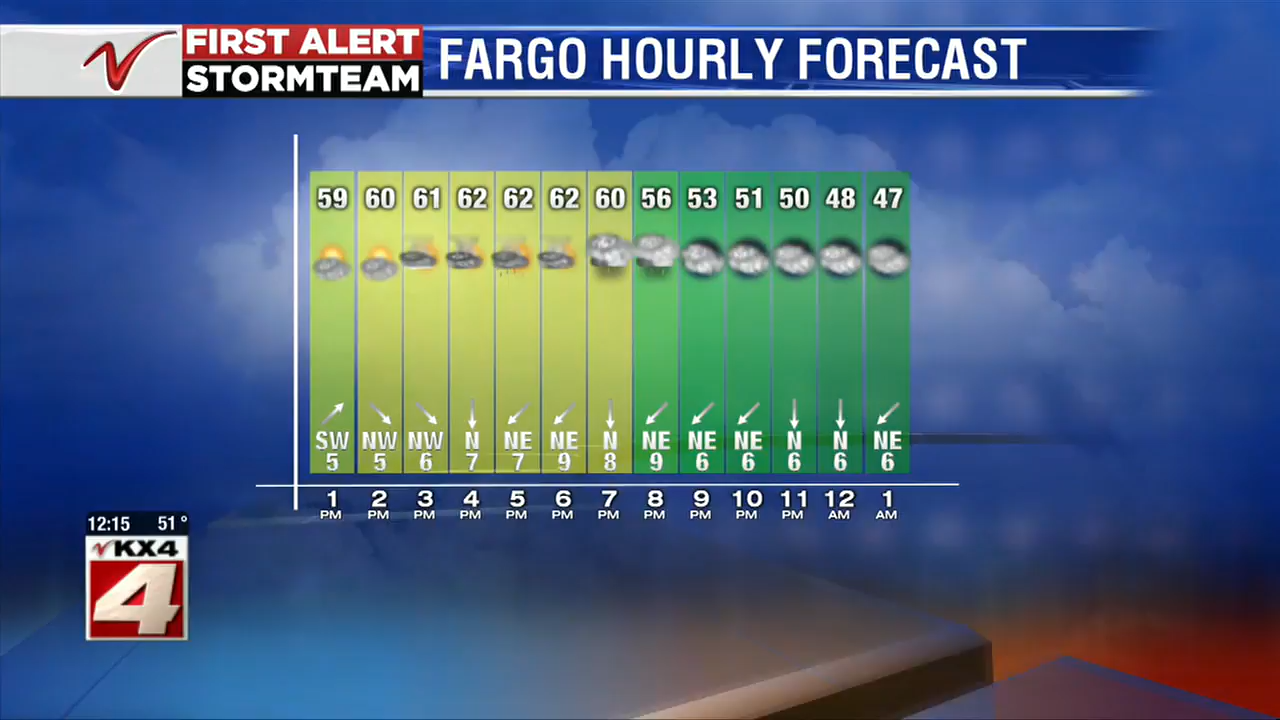 FIRST ALERT
STORMTEAM
FARGO HOURLY FORECAST
59 60 61 62 62 62 60 56 53 51 50 48 47
SW NW NW N NE NE N NE NE NE N N NE
5 5 6 7 7 9 8 9 6 6 6 6 6
1 2 3 4 5 6 7 8 9 10 11 12 1
PM PM PM PM PM PM PM PM PM PM PM AM AM
12:15 51°
KX4
4